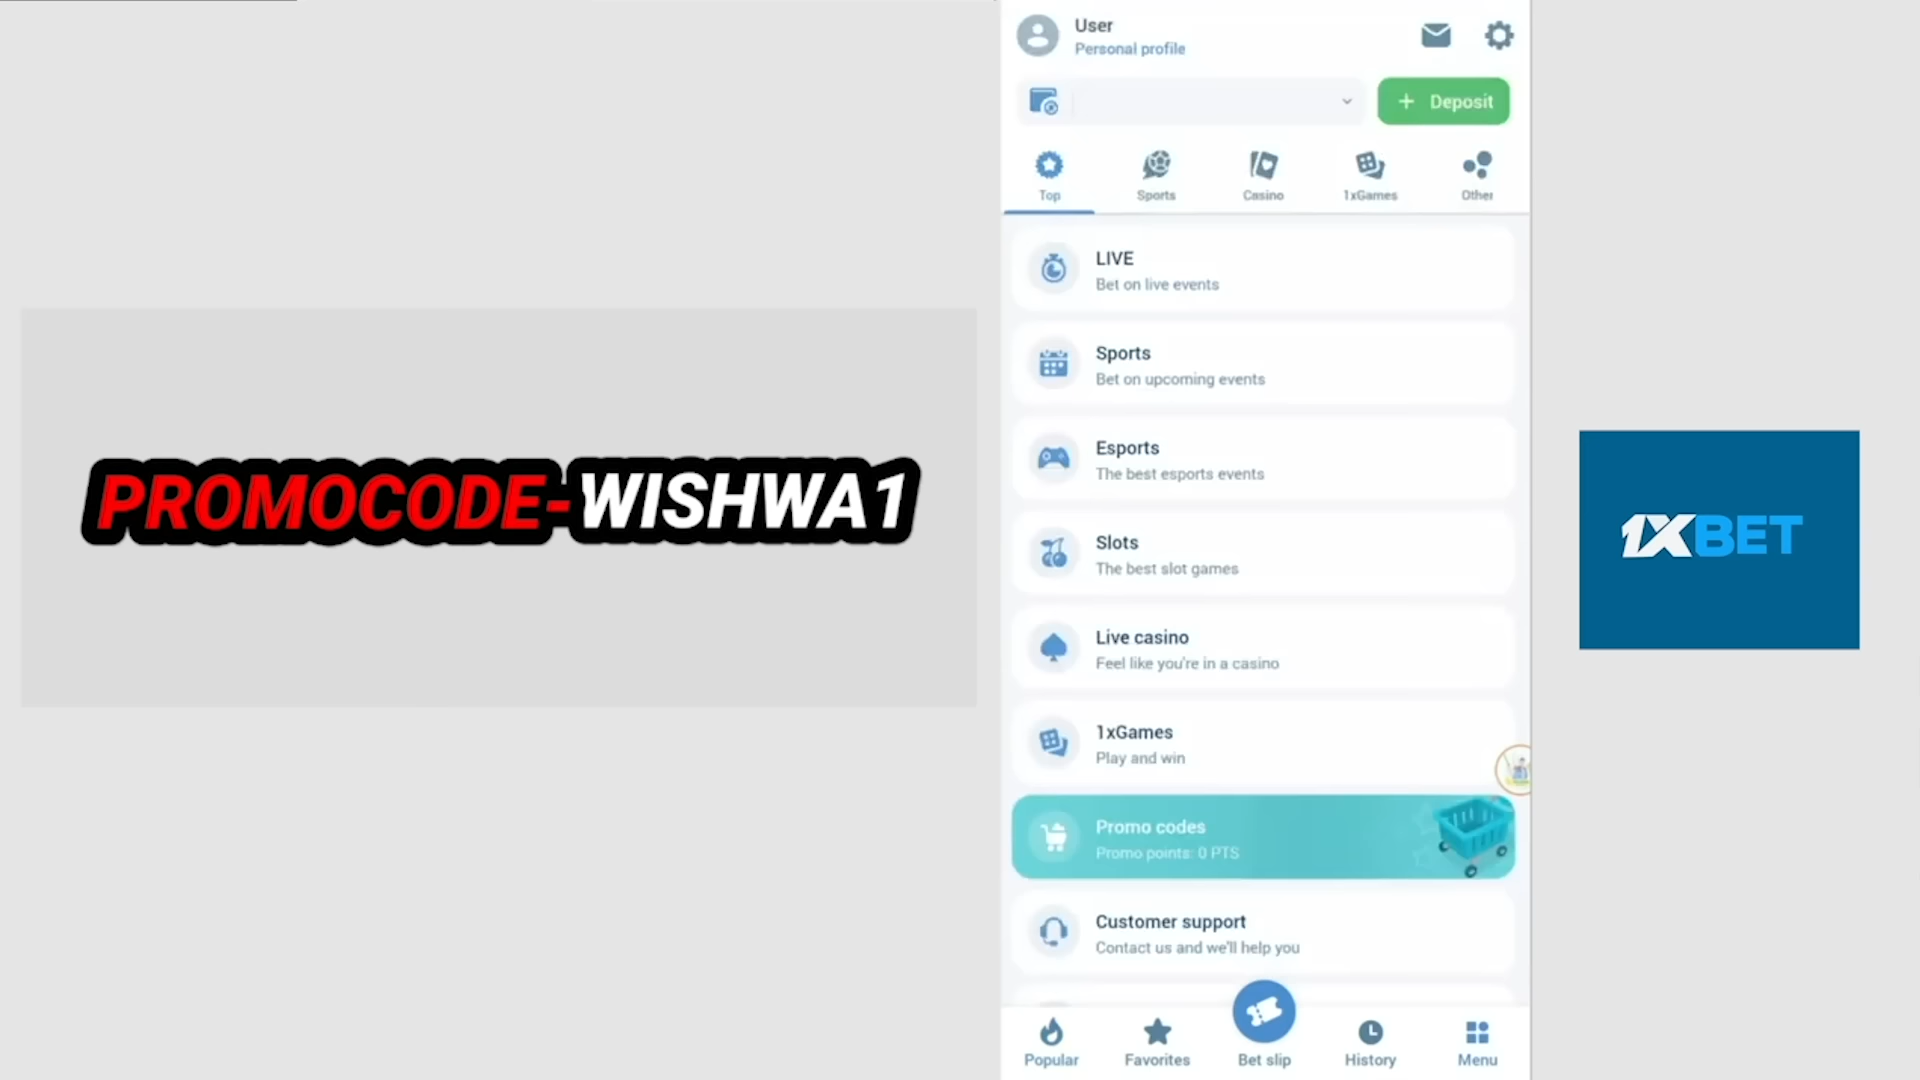 PROMOCODE-WISHWA1
User
Personal profile
Deposit
Top
Sports
Casino
1xGames
Other
LIVE
Bet on live events
Sports
Bet on upcoming events
Esports
The best esports events
Slots
The best slot games
Live casino
Feel like you're in a casino
1xGames
Play and win
Promo codes
Promo points: 0 PTS
Customer support
Contact us and we'll help you
Popular
Favorites
Bet slip
History
Menu
1XBET